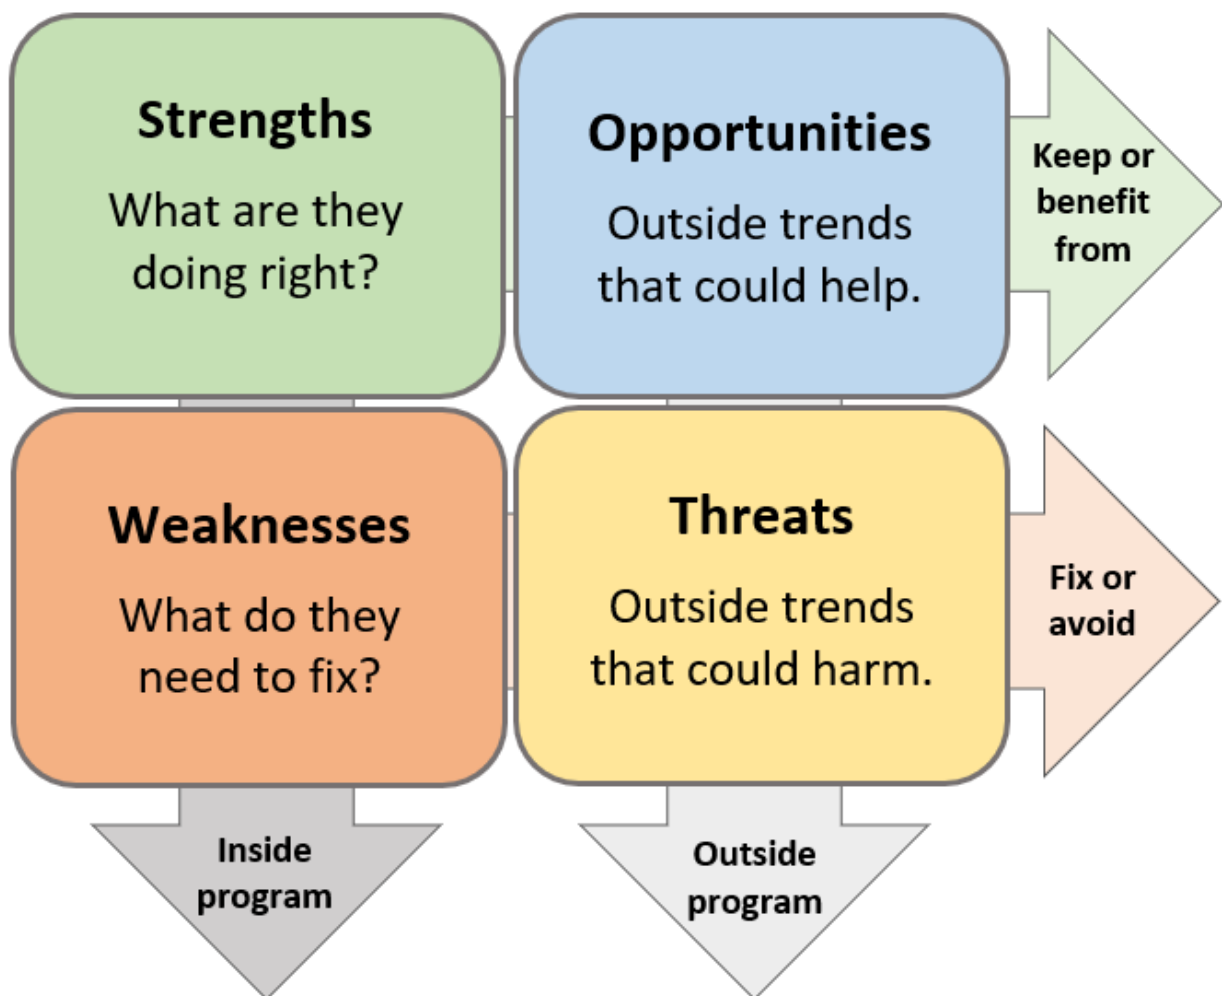 Strengths
What are they
doing right?
Opportunities
Outside trends
that could help.
Keep or
benefit
from
Weaknesses
What do they
need to fix?
Threats
Outside trends
that could harm.
Fix or
avoid
Inside
program
Outside
program